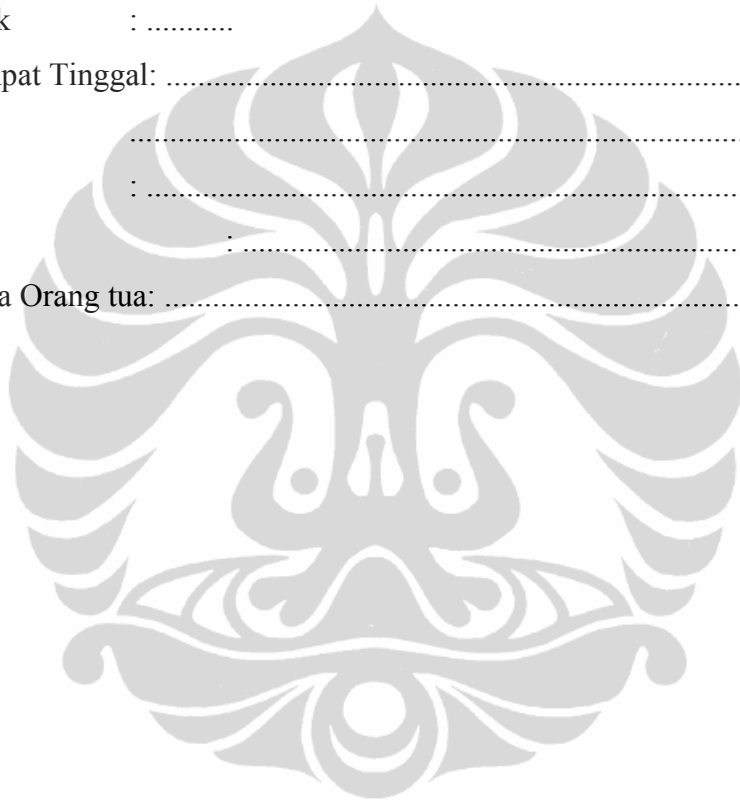 k : ...........
pat Tinggal: ........................................................................
............................................................................
: ..........................................................................
: ..............................................................
a Orang tua: ........................................................................